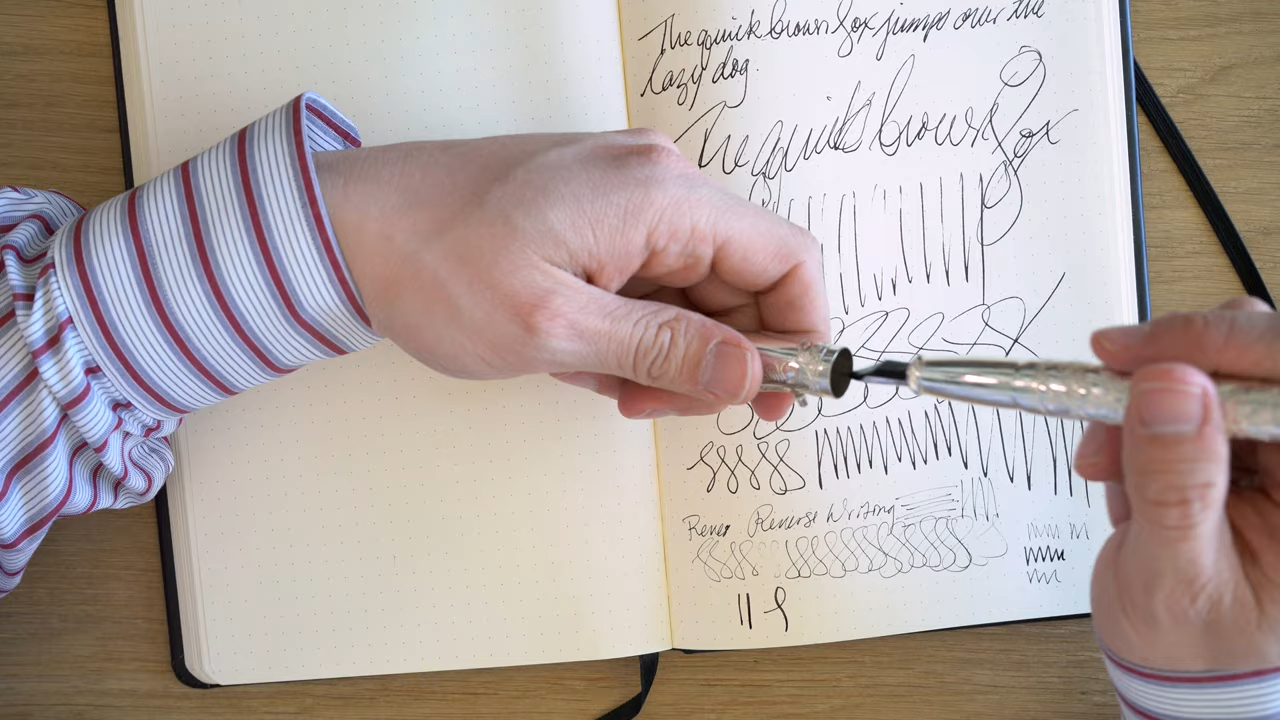 The quick brown fox jumps over the
lazy dog
The quick brown fox
Rever Reverse Writing